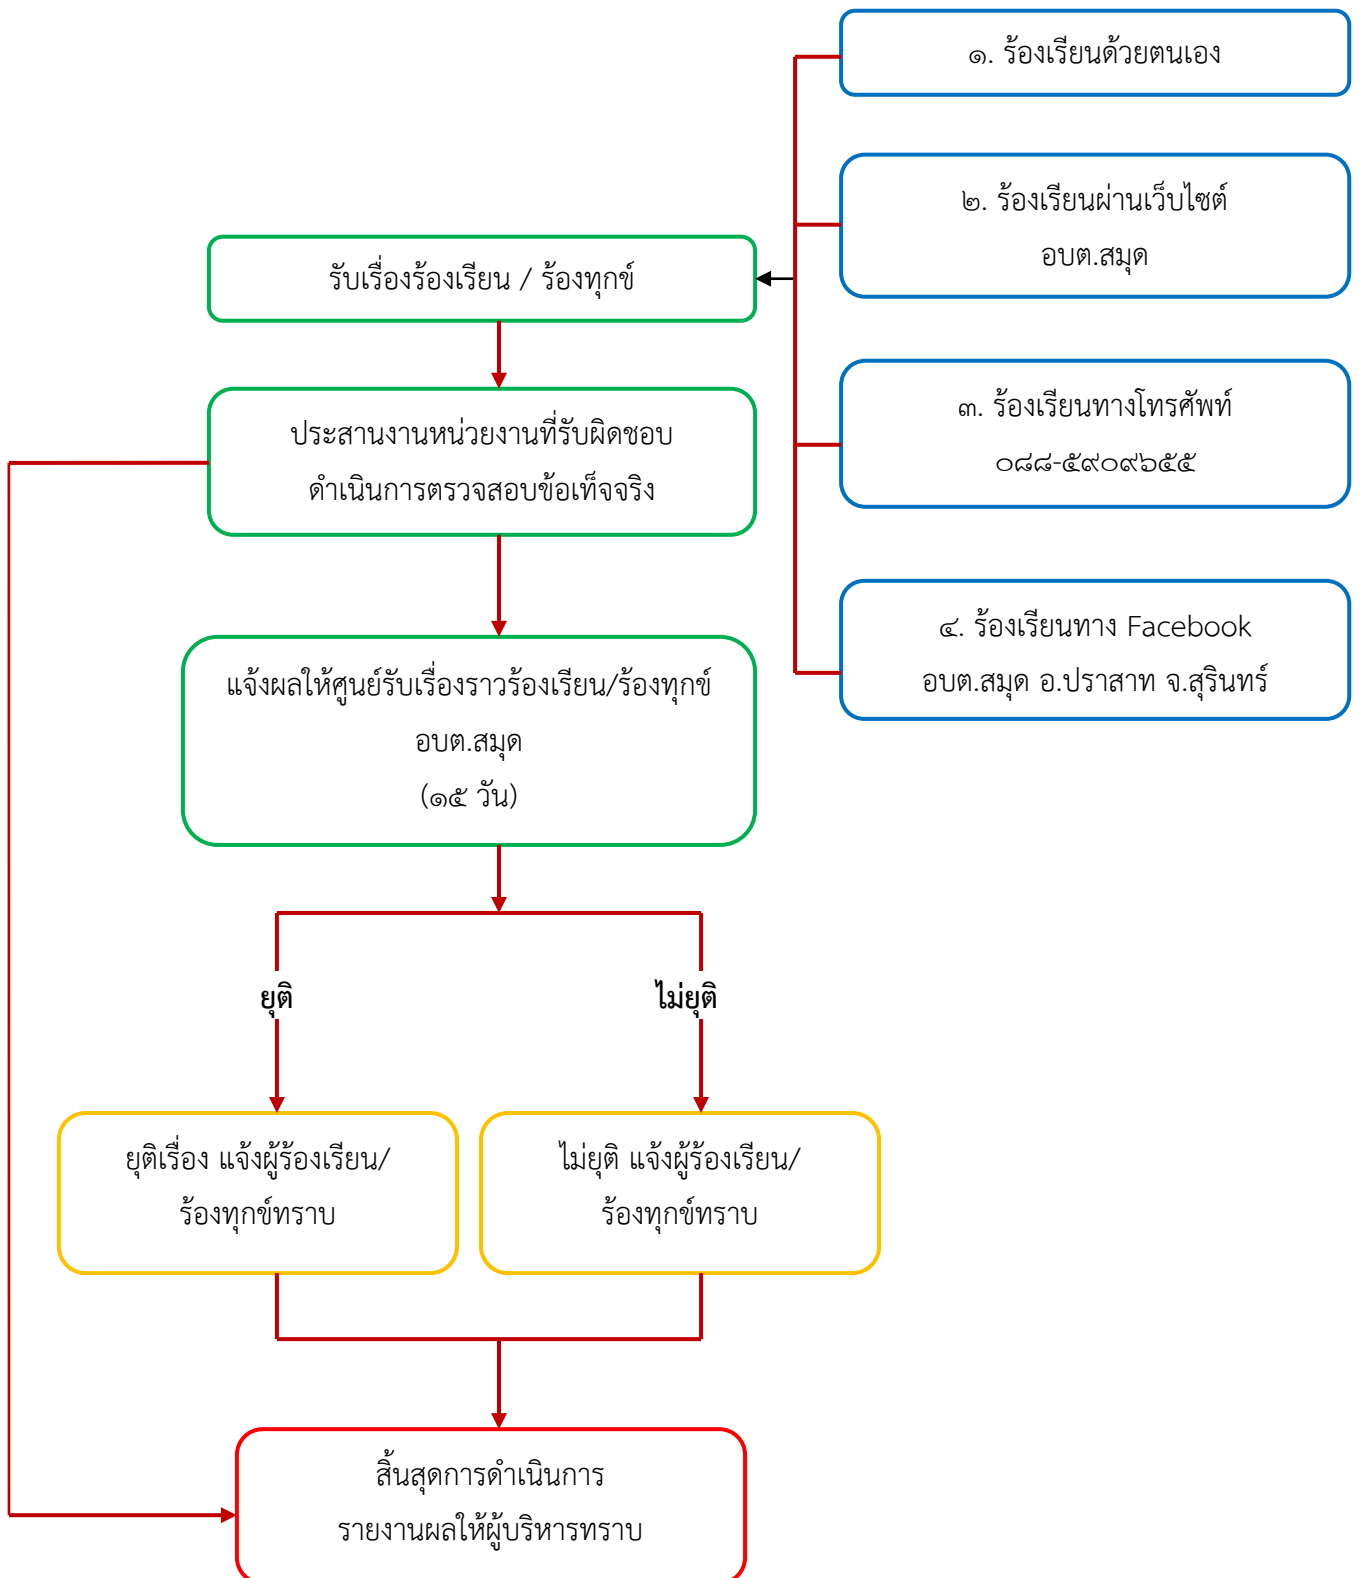 ๑. ร้องเรียนด้วยตนเอง
๒. ร้องเรียนผ่านเว็บไซต์
อบต.สมุด
รับเรื่องร้องเรียน / ร้องทุกข์
๓. ร้องเรียนทางโทรศัพท์
๐๘๘-๕๙๐๙๖๕๕
ประสานงานหน่วยงานที่รับผิดชอบ
ดำเนินการตรวจสอบข้อเท็จจริง
๔. ร้องเรียนทาง Facebook
อบต.สมุด อ.ปราสาท จ.สุรินทร์
แจ้งผลให้ศูนย์รับเรื่องราวร้องเรียน/ร้องทุกข์
อบต.สมุด
(๑๕ วัน)
ยุติ
ไม่ยุติ
ยุติเรื่อง แจ้งผู้ร้องเรียน/
ร้องทุกข์ทราบ
ไม่ยุติ แจ้งผู้ร้องเรียน/
ร้องทุกข์ทราบ
สิ้นสุดการดำเนินการ
รายงานผลให้ผู้บริหารทราบ